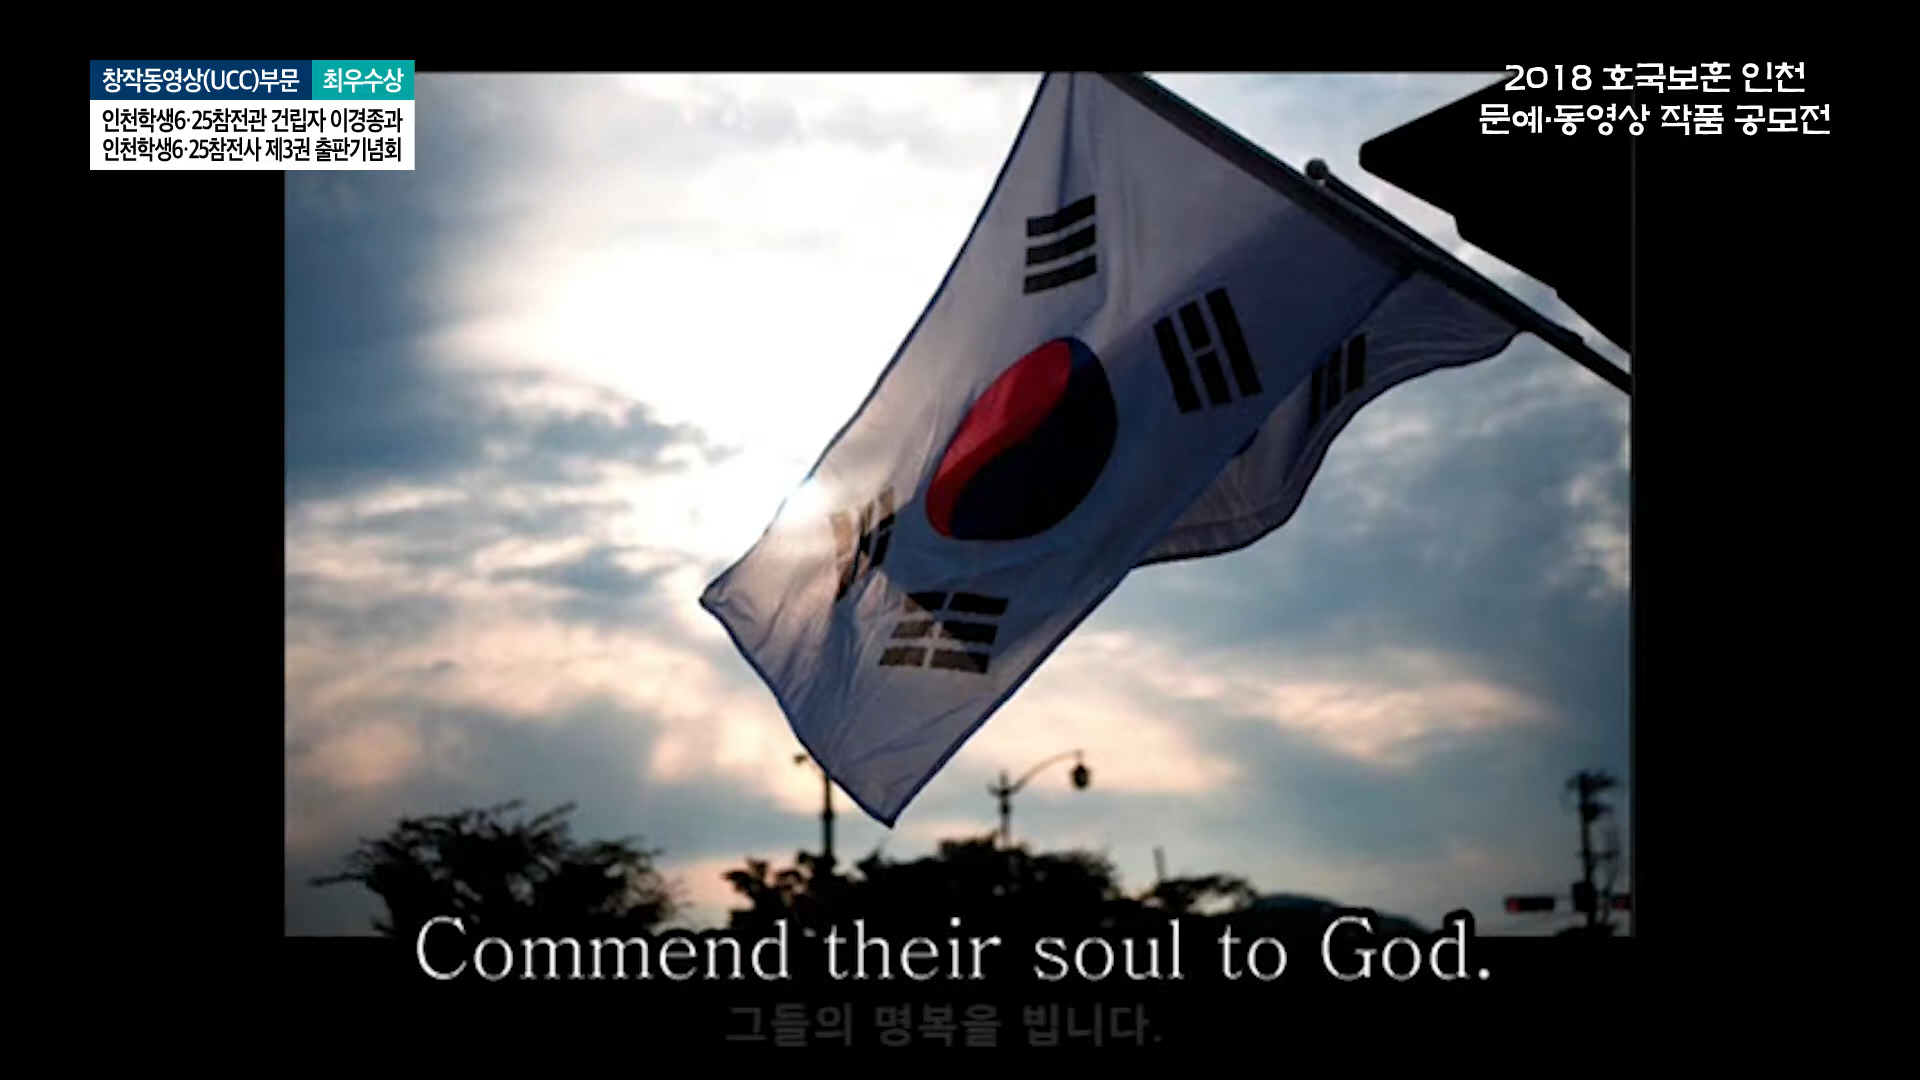 창작동영상(UCC)부문 최우수상
인천학생6·25참전관 건립자 이경종과
인천학생6·25참전사 제3권 출판기념회
2018 호국보훈 인천
문예·동영상 작품 공모전
Commend their soul to God.
그들의 명복을 빕니다.